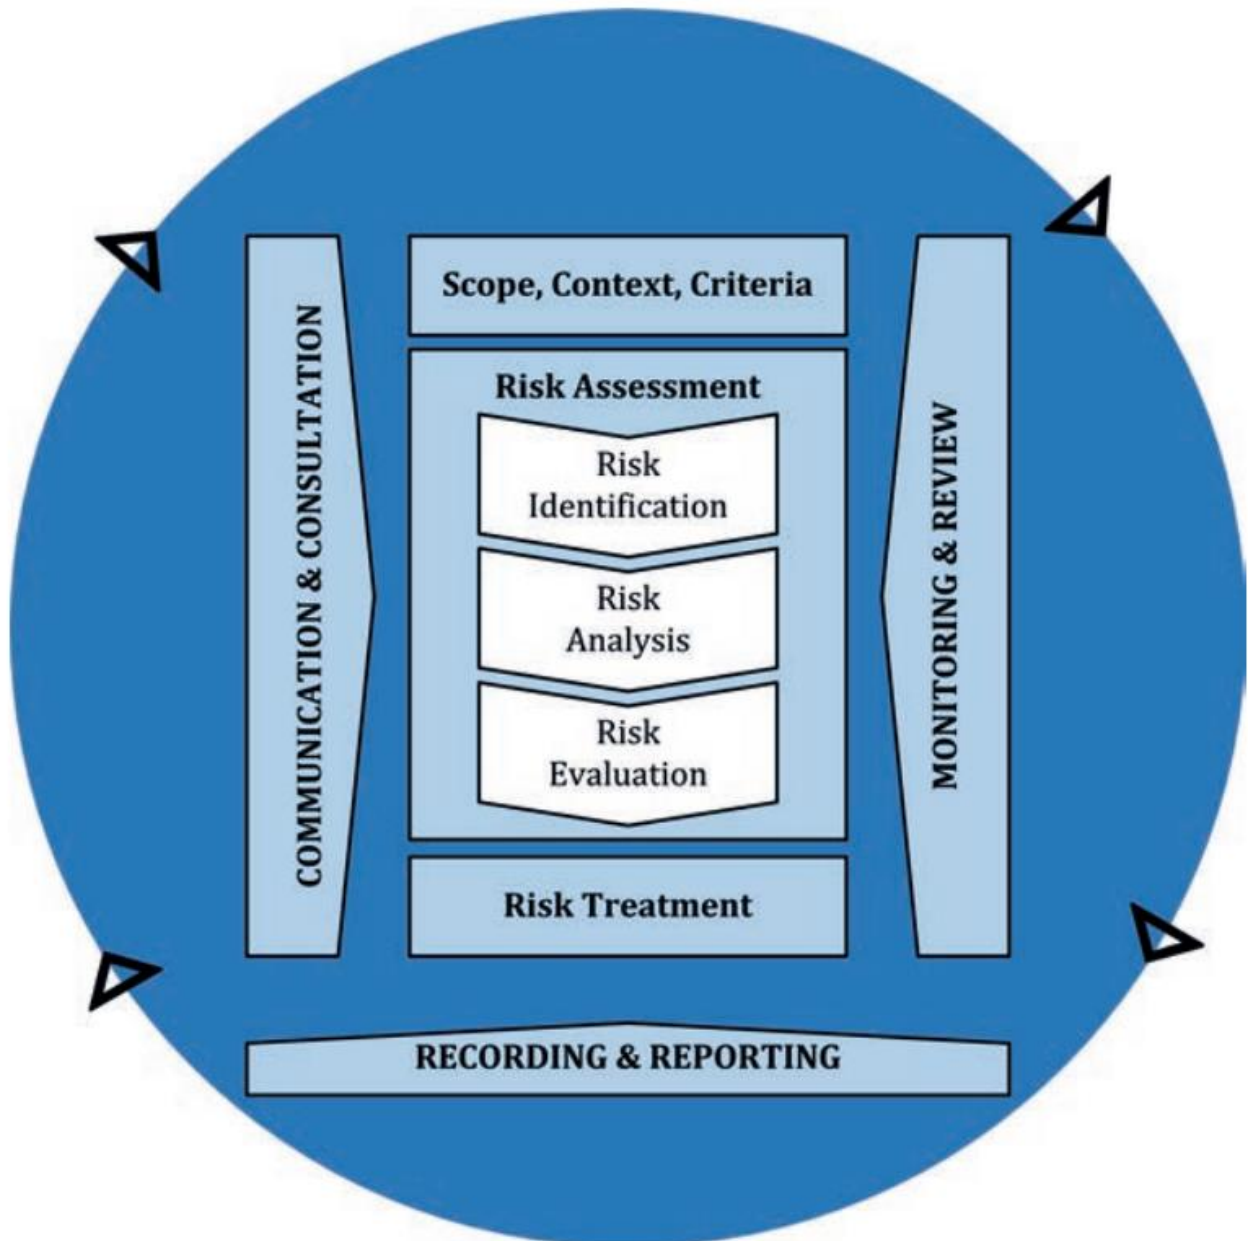 Scope, Context, Criteria
Risk Assessment
Risk
Identification
Risk
Analysis
Risk
Evaluation
Risk Treatment
COMMUNICATION & CONSULTATION
MONITORING & REVIEW
RECORDING & REPORTING